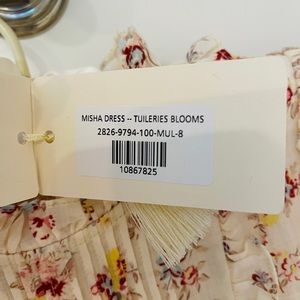 MISHA DRESS -- TUILERIES BLOOMS
2826-9794-100-MUL-8
10867825